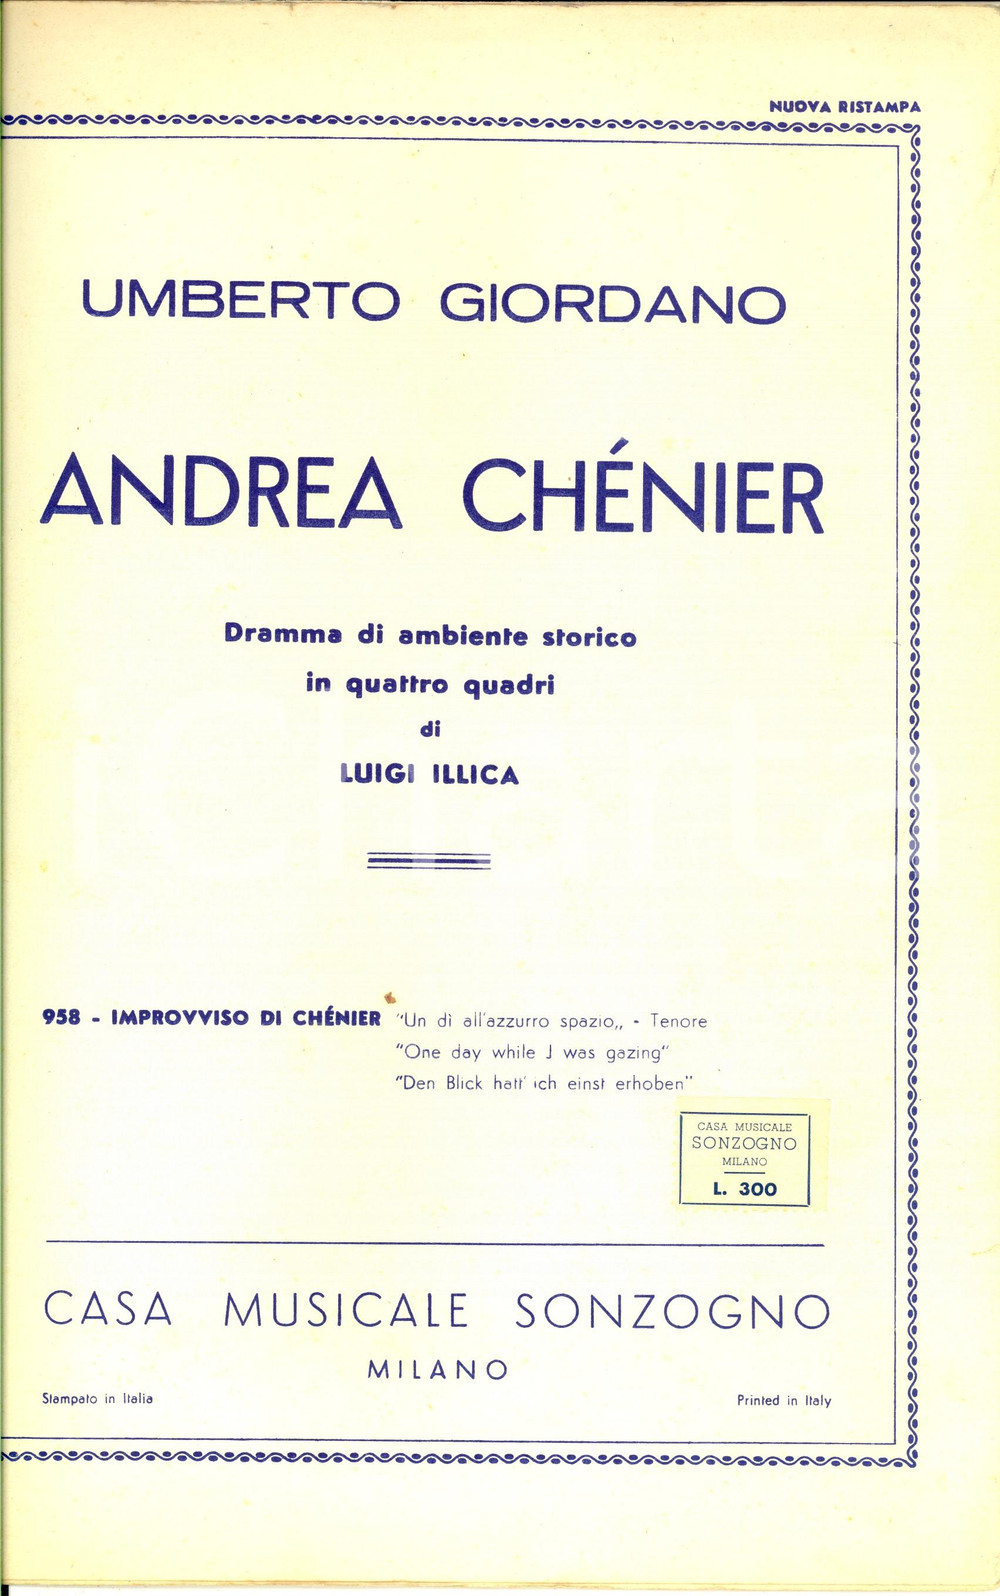 NUOVA RISTAMPA
UMBERTO GIORDANO
ANDREA CHÉNIER
Dramma di ambiente storico
in quattro quadri
di
LUIGI ILLICA
958 - IMPROVVISO DI CHÉNIER "Un dì all'azzurro spazio„ - Tenore
"One day while J was gazing"
"Den Blick hatt' ich einst erhoben"
CASA MUSICALE
SONZOGNO
MILANO
L. 300
CASA MUSICALE SONZOGNO
MILANO
Stampato in Italia
Printed in Italy